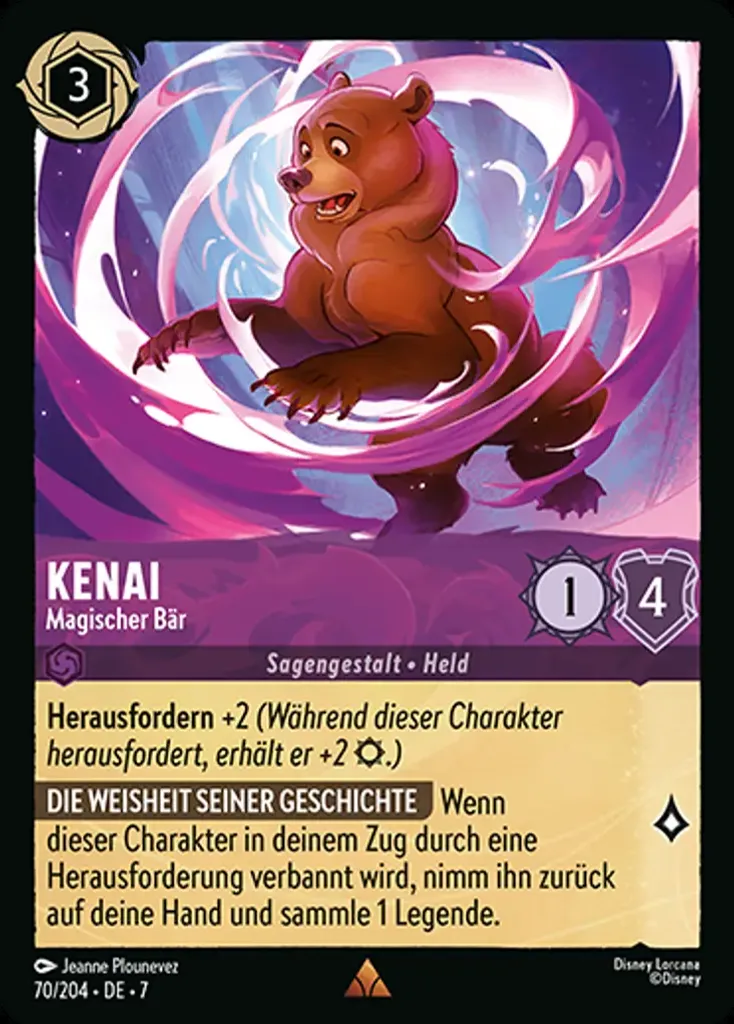 3
KENAI
Magischer Bär
1
4
Sagengestalt • Held
Herausfordern +2 (Während dieser Charakter
herausfordert, erhält er +2 .)
DIE WEISHEIT SEINER GESCHICHTE Wenn
dieser Charakter in deinem Zug durch eine
Herausforderung verbannt wird, nimm ihn zurück
auf deine Hand und sammle 1 Legende.
Jeanne Plounevez
Disney Lorcana
70/204 • DE • 7
©Disney